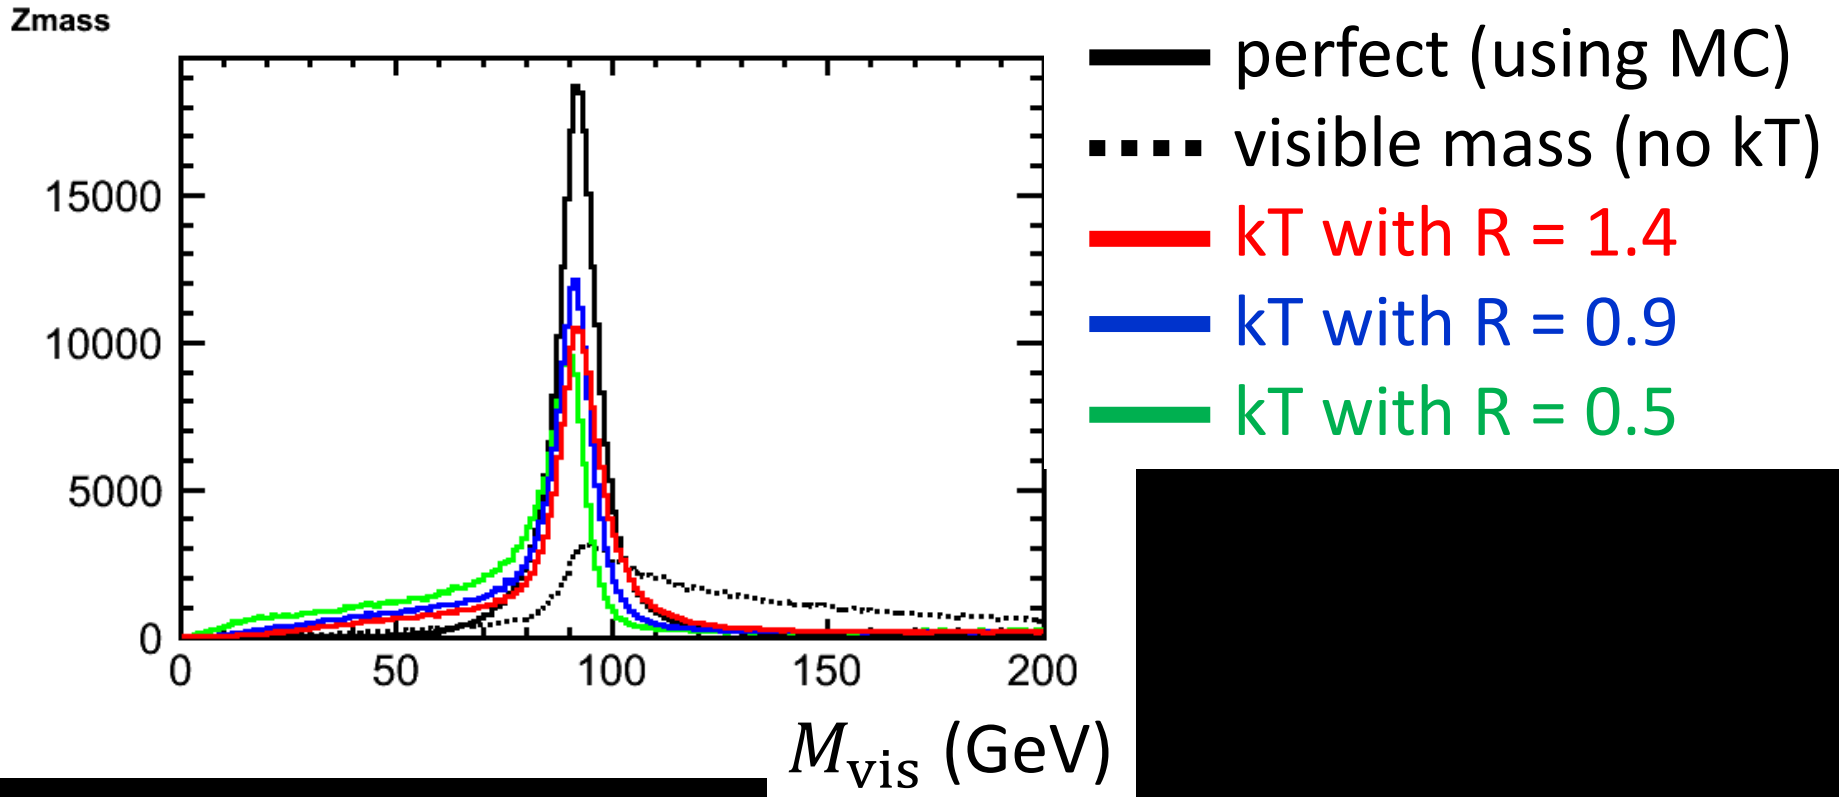 Zmass
perfect (using MC)
visible mass (no kT)
kT with R = 1.4
kT with R = 0.9
kT with R = 0.5
15000
10000
5000
0
0 50 100 150 200
M_vis (GeV)